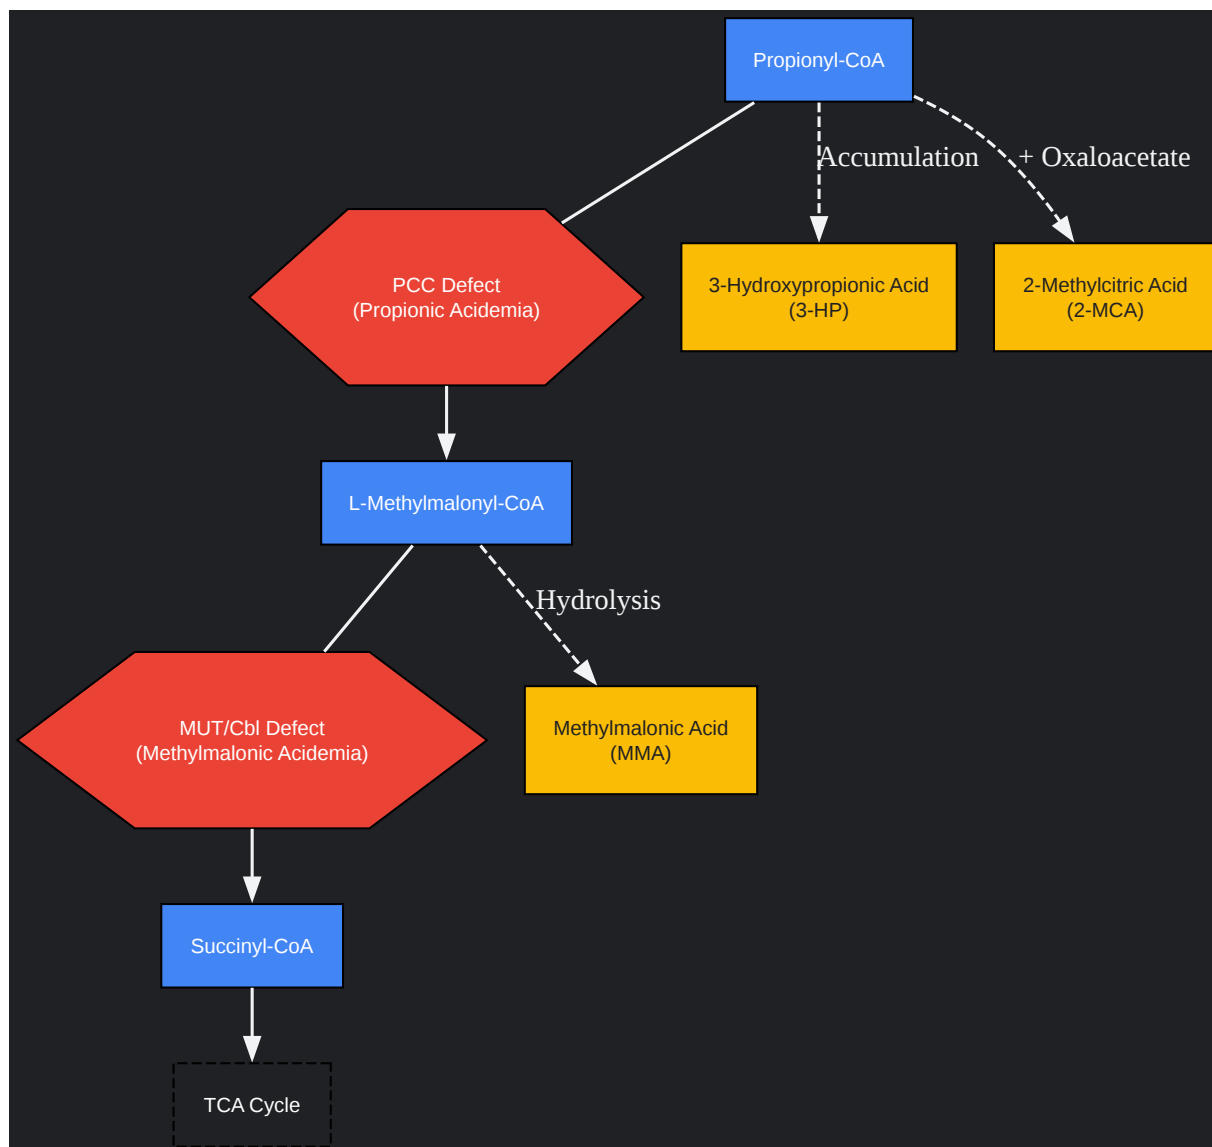 Propionyl-CoA
Accumulation
+ Oxaloacetate
PCC Defect
(Propionic Acidemia)
3-Hydroxypropionic Acid
(3-HP)
2-Methylcitric Acid
(2-MCA)
L-Methylmalonyl-CoA
Hydrolysis
MUT/Cbl Defect
(Methylmalonic Acidemia)
Methylmalonic Acid
(MMA)
Succinyl-CoA
TCA Cycle